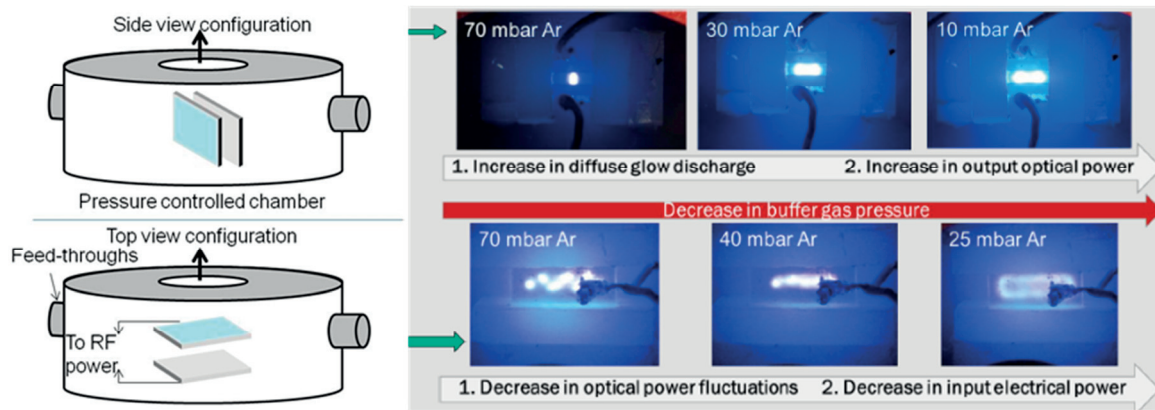 Side view configuration
Pressure controlled chamber
Top view configuration
Feed-throughs
To RF
power
70 mbar Ar
30 mbar Ar
10 mbar Ar
1. Increase in diffuse glow discharge
2. Increase in output optical power
Decrease in buffer gas pressure
70 mbar Ar
40 mbar Ar
25 mbar Ar
1. Decrease in optical power fluctuations
2. Decrease in input electrical power